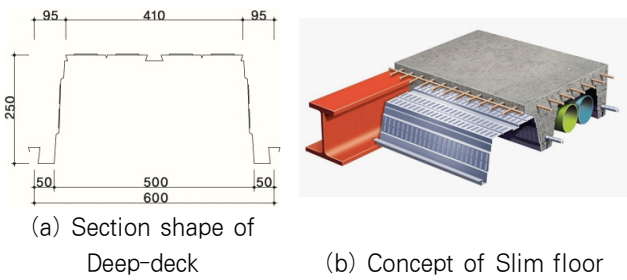 95 410 95
250
50 500 50
600
(a) Section shape of
Deep-deck
(b) Concept of Slim floor